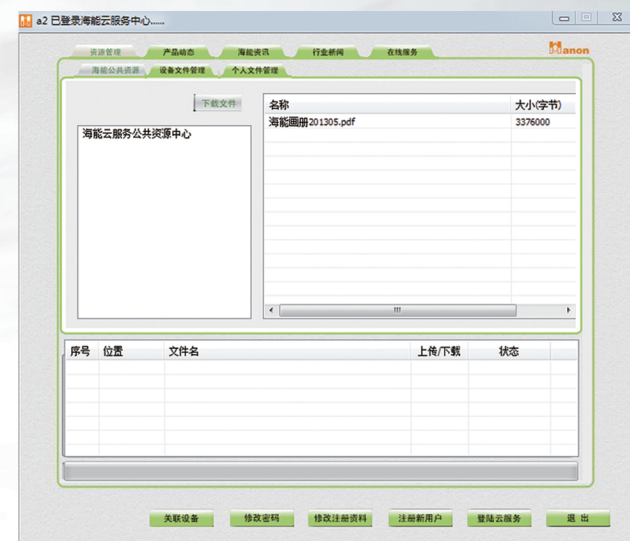 a2 已登录海能云服务中心......
资源管理 产品动态 海能资讯 行业新闻 在线服务
Hanon
海能公共资源 设备文件管理 个人文件管理
下载文件
名称 大小(字节)
海能画册201305.pdf 3376000
海能云服务公共资源中心
序号 位置 文件名 上传/下载 状态
关联设备 修改密码 修改注册资料 注册新用户 登陆云服务 退 出